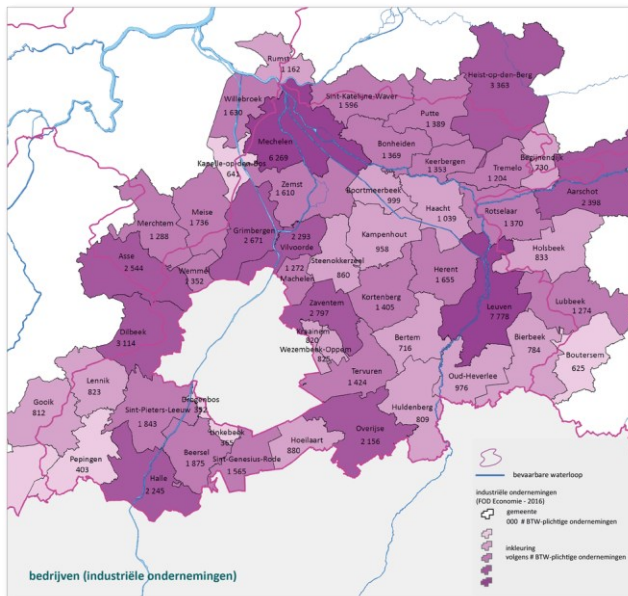 Rumst
1 162
Heist-op-den-Berg
3 363
Willebroek
1 630
Sint-Katelijne-Waver
1 596
Putte
1 389
Mechelen
6 269
Bonheiden
1 369
Keerbergen
1 353
Tremelo
1 204
Begijnendijk
730
Kapelle-op-den-Bos
641
Zemst
1 610
Boortmeerbeek
999
Haacht
1 039
Rotselaar
1 370
Aarschot
2 398
Merchtem
1 288
Meise
1 736
Grimbergen
2 671
2 293
Vilvoorde
Kampenhout
958
Steenokkerzeel
860
Holsbeek
833
Asse
2 544
Wemmel
2 352
1 272
Machelen
Herent
1 655
Leuven
7 778
Lubbeek
1 274
Zaventem
2 797
Kortenberg
1 405
Dilbeek
3 114
Kraainem
820
Wezembeek-Oppem
825
Bertem
716
Bierbeek
784
Boutersem
625
Tervuren
1 424
Oud-Heverlee
976
Lennik
823
Gooik
812
Sint-Pieters-Leeuw
1 843
Drogenbos
352
Linkebeek
365
Huldenberg
809
Overijse
2 156
Hoeilaart
880
Pepingen
403
Halle
2 245
Beersel
1 875
Sint-Genesius-Rode
1 565
bevaarbare waterloop
industriële ondernemingen
(FOD Economie - 2016)
gemeente
000 # BTW-plichtige ondernemingen
inkleuring
volgens # BTW-plichtige ondernemingen
bedrijven (industriële ondernemingen)